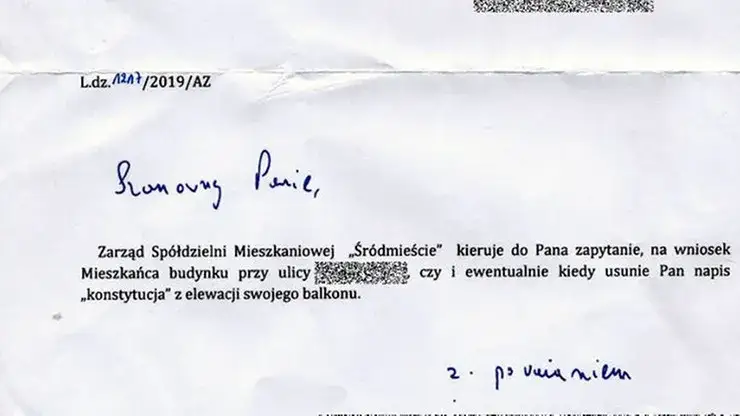 L.dz. 1217/2019/AZ
Szanowny Panie,
Zarząd Spółdzielni Mieszkaniowej „Śródmieście” kieruje do Pana zapytanie, na wniosek
Mieszkańca budynku przy ulicy , czy i ewentualnie kiedy usunie Pan napis
„konstytucja” z elewacji swojego balkonu.
z poważaniem